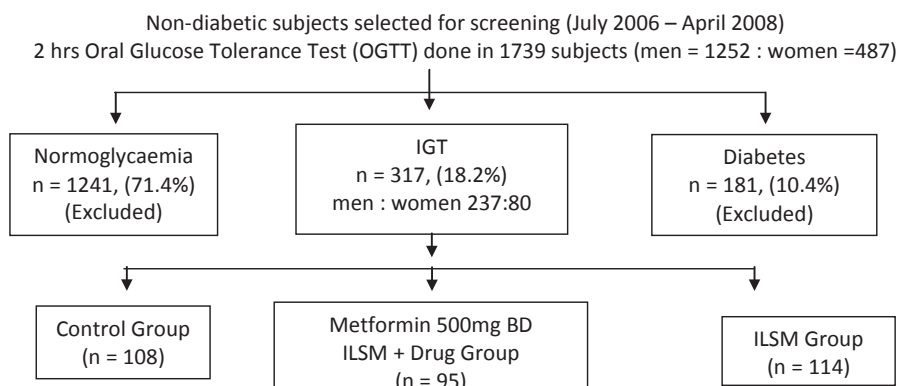 Non-diabetic subjects selected for screening (July 2006 – April 2008)
2 hrs Oral Glucose Tolerance Test (OGTT) done in 1739 subjects (men = 1252 : women =487)
Normoglycaemia
n = 1241, (71.4%)
(Excluded)
IGT
n = 317, (18.2%)
men : women 237:80
Diabetes
n = 181, (10.4%)
(Excluded)
Control Group
(n = 108)
Metformin 500mg BD
ILSM + Drug Group
(n = 95)
ILSM Group
(n = 114)